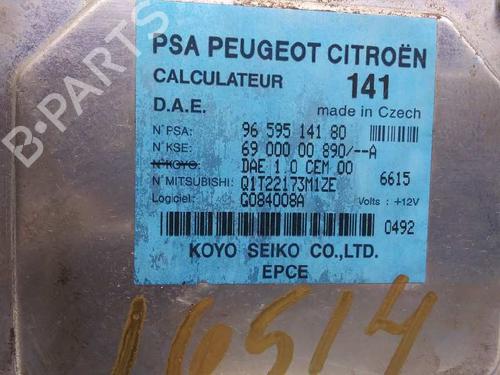 PSA PEUGEOT CITROËN
CALCULATEUR 141
D.A.E. made in Czech
N°PSA: 96 595 141 80
N°KSE: 69 000 00 890/--A
N°KOYO: DAE 1 0 CEM 00
N°MITSUBISHI: Q1T22173M1ZE 6615
Logiciel: G084008A Volts : +12V
0492
KOYO SEIKO CO.,LTD.
EPCE
16514
B-PARTS